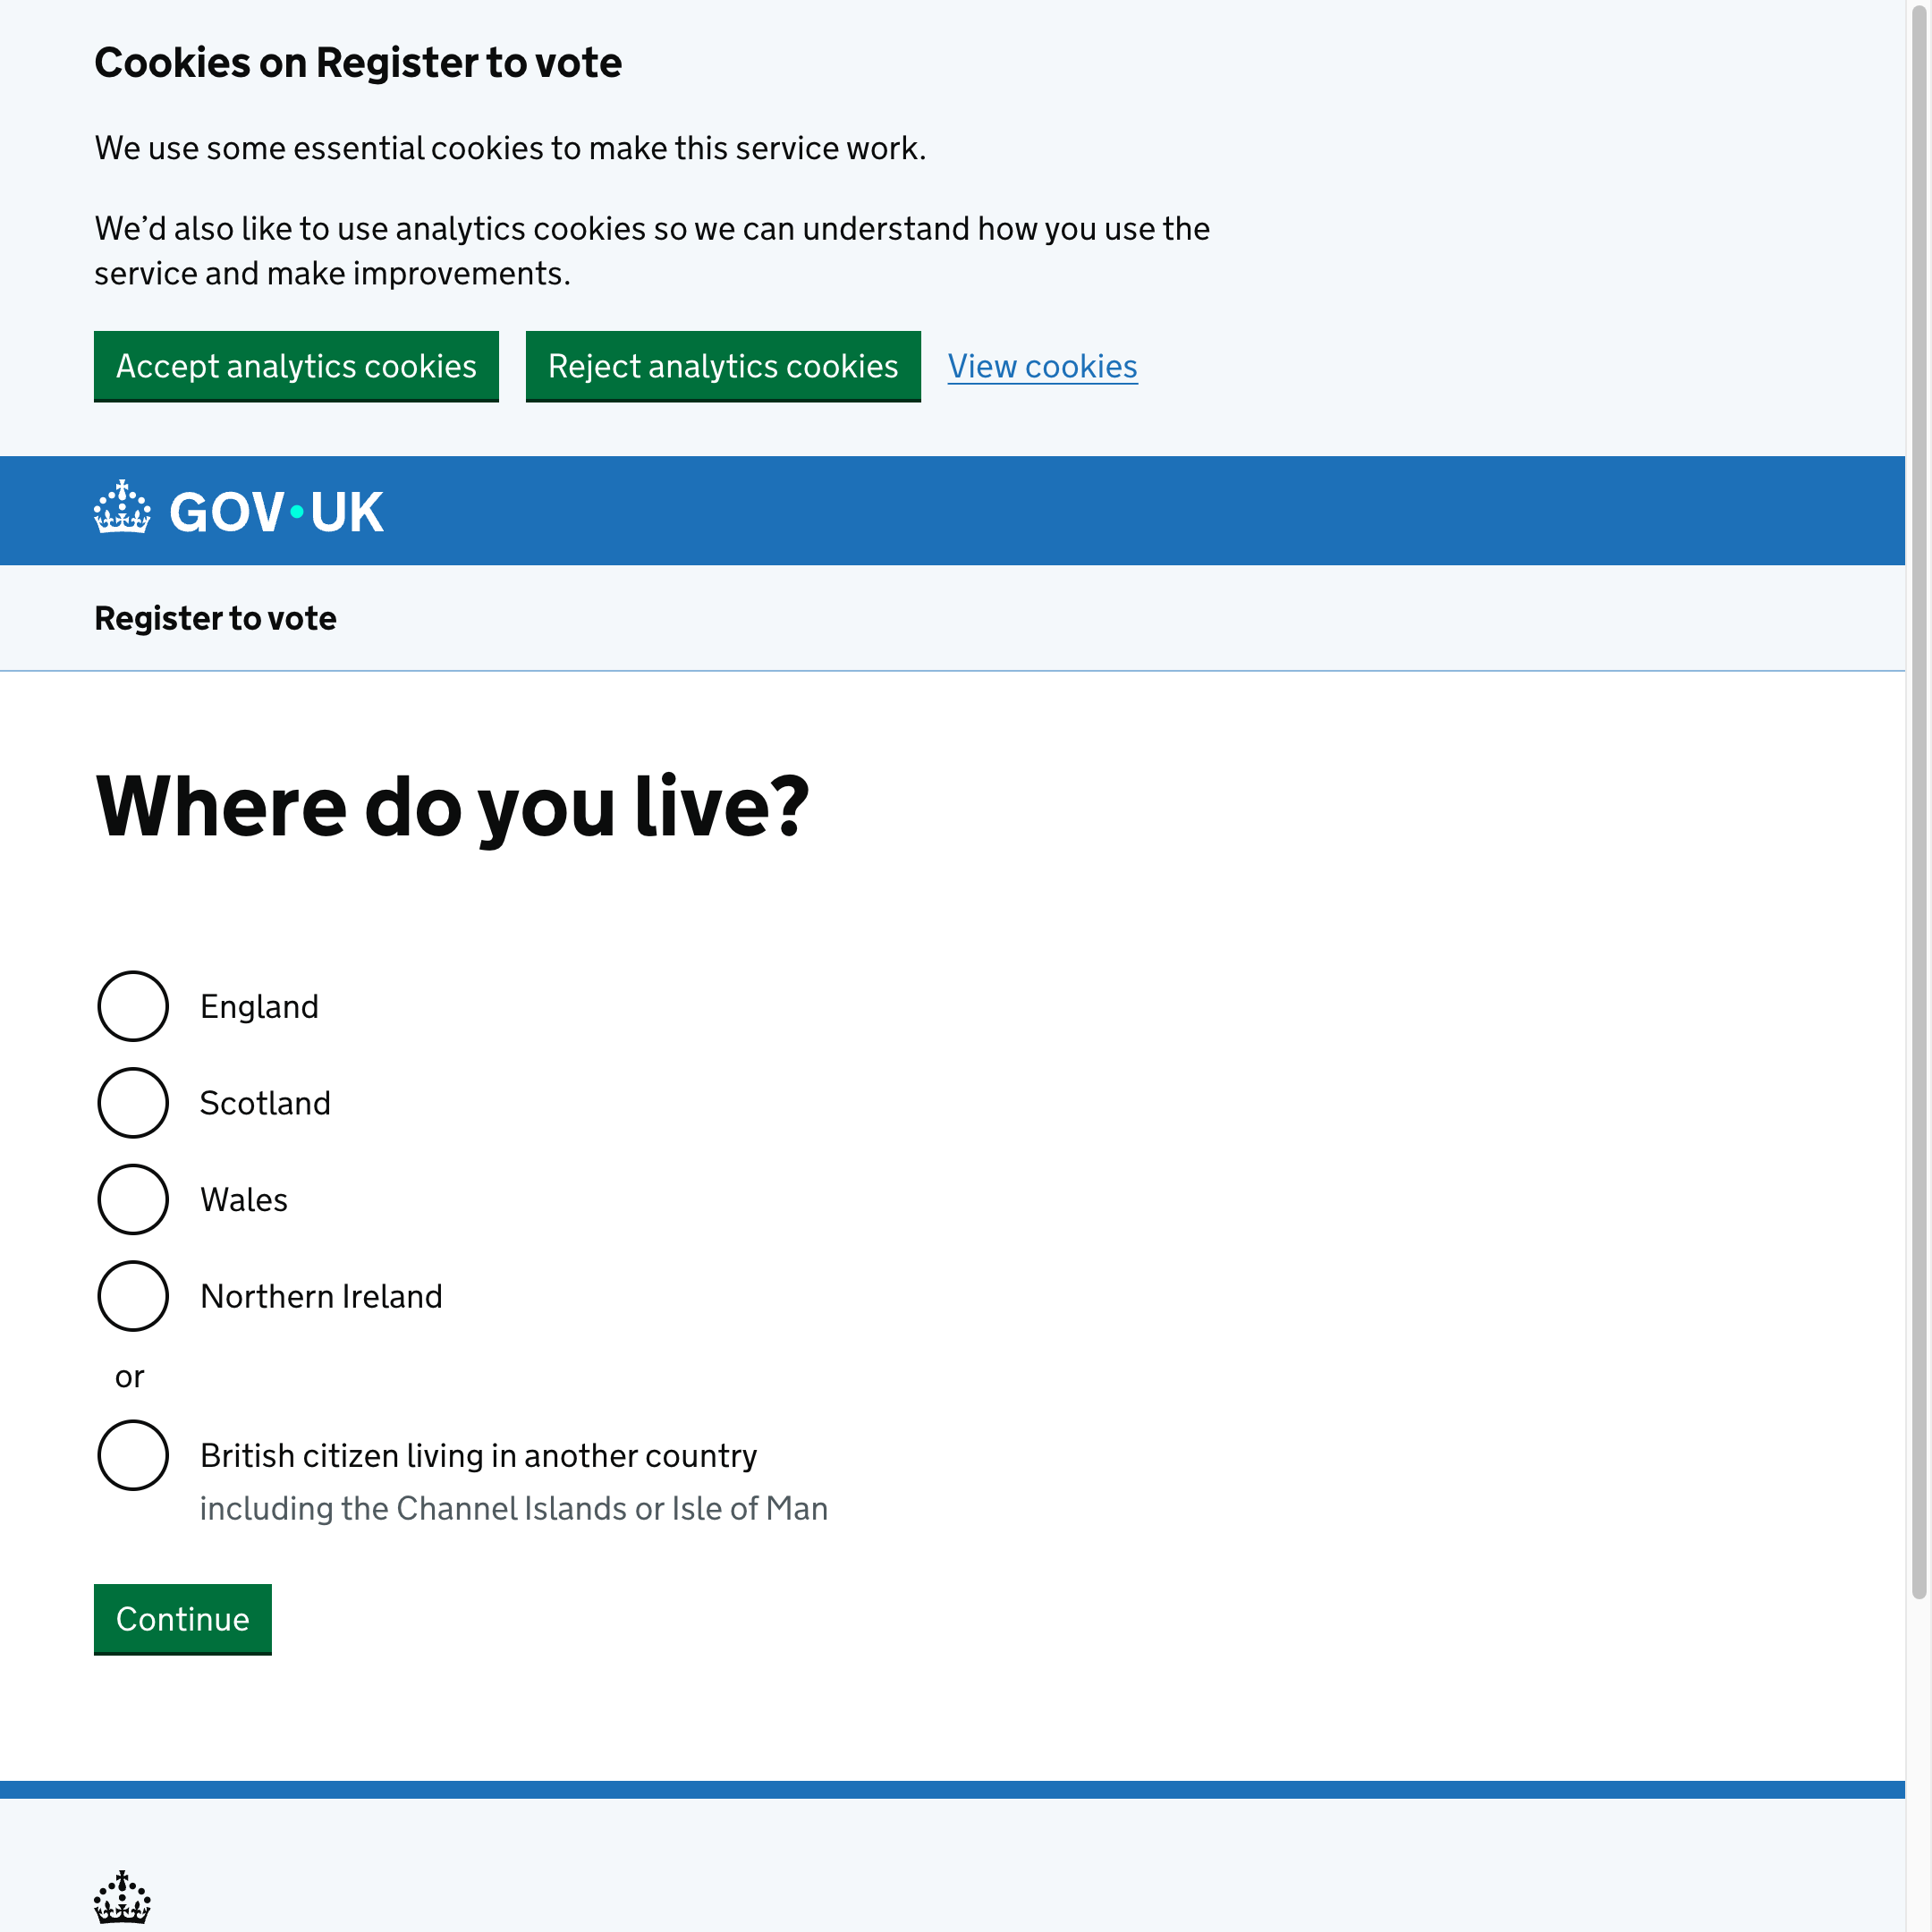 Cookies on Register to vote
We use some essential cookies to make this service work.
We’d also like to use analytics cookies so we can understand how you use the
service and make improvements.
Accept analytics cookies Reject analytics cookies View cookies
GOV·UK
Register to vote
Where do you live?
England
Scotland
Wales
Northern Ireland
or
British citizen living in another country
including the Channel Islands or Isle of Man
Continue